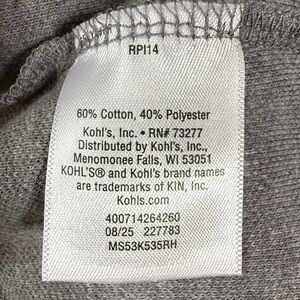 RPI14
60% Cotton, 40% Polyester
Kohl's, Inc. • RN# 73277
Distributed by Kohl's, Inc.,
Menomonee Falls, WI 53051
KOHL'S® and Kohl's brand names
are trademarks of KIN, Inc.
Kohls.com
400714264260
08/25 227783
MS53K535RH